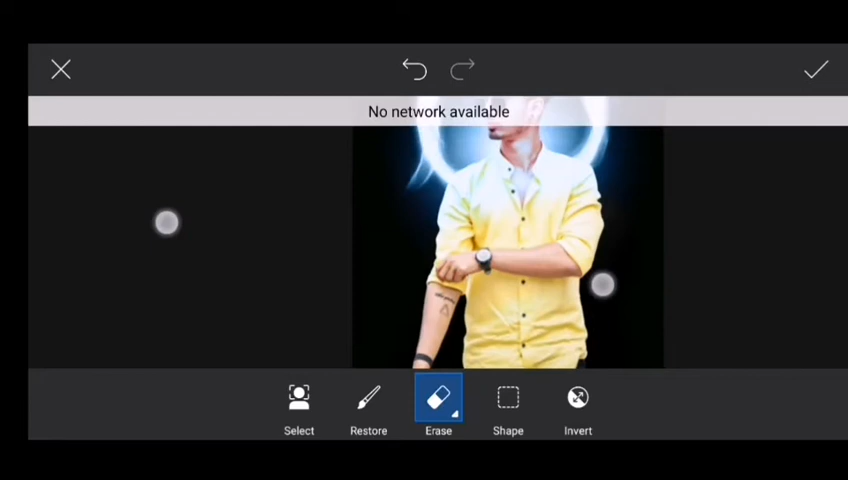 No network available
Select
Restore
Erase
Shape
Invert